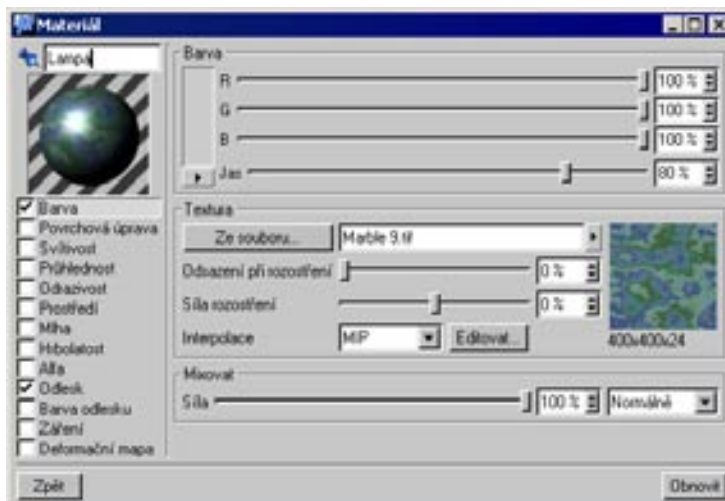 Materiál
Lampa
Barva
Povrchová úprava
Svítivost
Průhlednost
Odrazivost
Prostředí
Mlha
Hrbolatost
Alfa
Odlesk
Barva odlesku
Záření
Deformační mapa
Barva
R 100 %
G 100 %
B 100 %
Jas 80 %
Textura
Ze souboru... Marble 9.tif
Odsazení při rozostření 0 %
Síla rozostření 0 %
Interpolace MIP Editovat...
400x400x24
Mixovat
Síla 100 % Normálně
Zpět
Obnovit